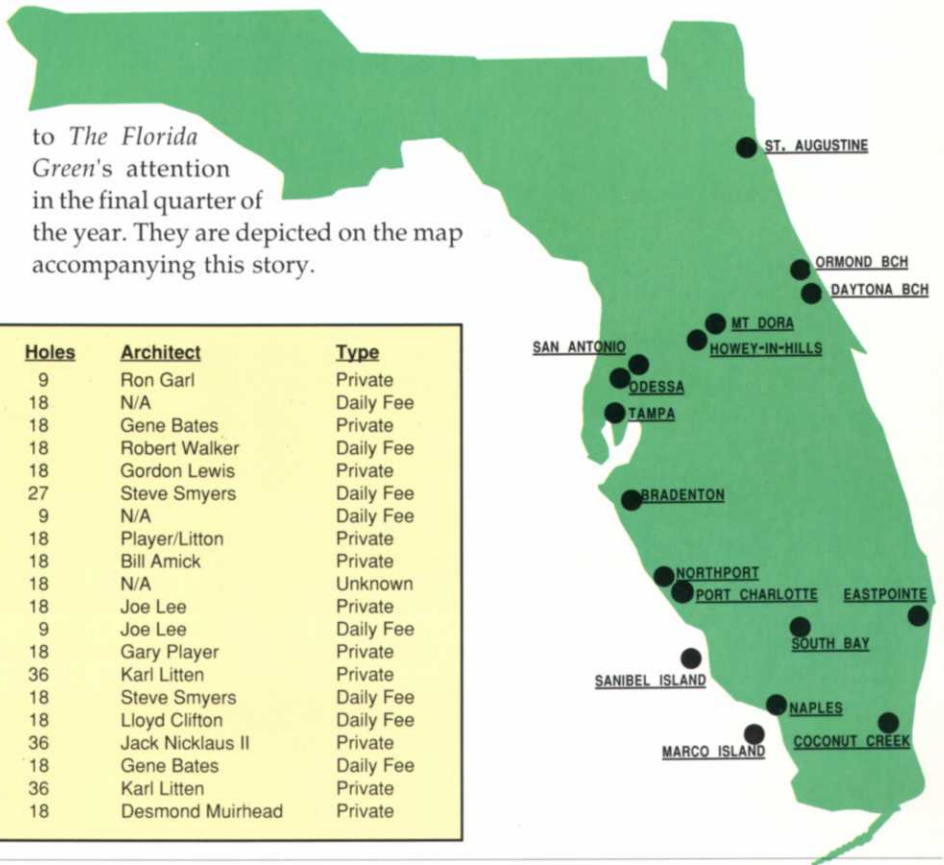 to The Florida
Green's attention
in the final quarter of
the year. They are depicted on the map
accompanying this story.
Holes Architect Type
9 Ron Garl Private
18 N/A Daily Fee
18 Gene Bates Private
18 Robert Walker Daily Fee
18 Gordon Lewis Private
27 Steve Smyers Daily Fee
9 N/A Daily Fee
18 Player/Litton Private
18 Bill Amick Private
18 N/A Unknown
18 Joe Lee Private
9 Joe Lee Daily Fee
18 Gary Player Private
36 Karl Litten Private
18 Steve Smyers Daily Fee
18 Lloyd Clifton Daily Fee
36 Jack Nicklaus II Private
18 Gene Bates Daily Fee
36 Karl Litten Private
18 Desmond Muirhead Private
ST. AUGUSTINE
ORMOND BCH
DAYTONA BCH
MT DORA
HOWEY-IN-HILLS
SAN ANTONIO
ODESSA
TAMPA
BRADENTON
NORTHPORT
PORT CHARLOTTE
EASTPOINTE
SOUTH BAY
SANIBEL ISLAND
NAPLES
MARCO ISLAND
COCONUT CREEK